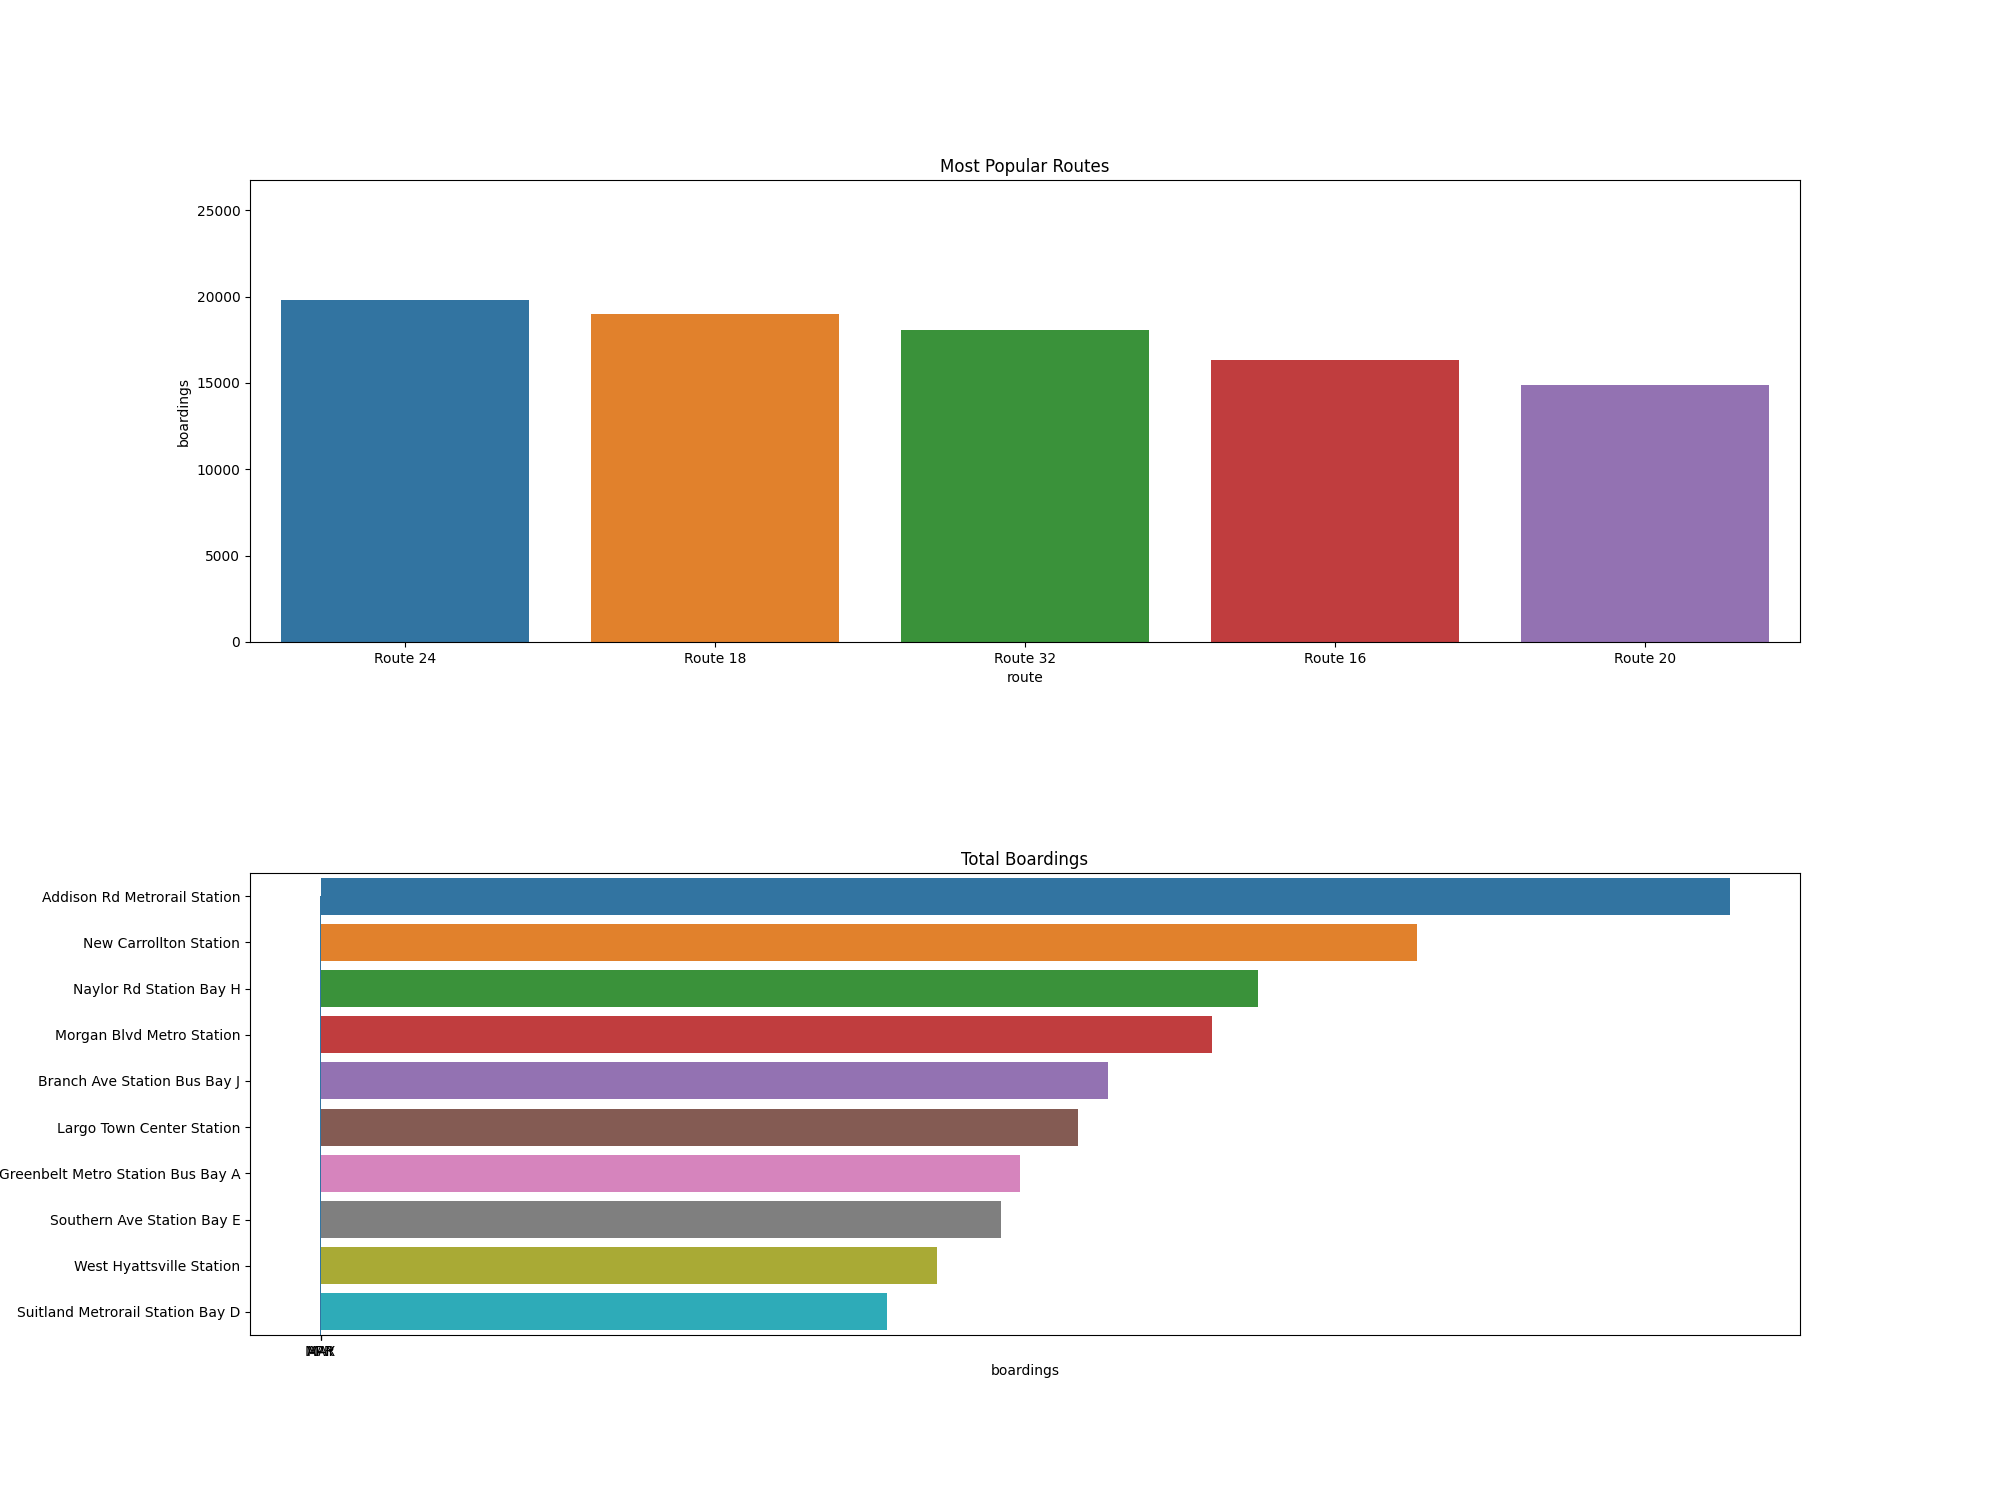 Most Popular Routes
25000
20000
15000
10000
5000
0
boardings
Route 24 Route 18 Route 32 Route 16 Route 20
route
Total Boardings
Addison Rd Metrorail Station
New Carrollton Station
Naylor Rd Station Bay H
Morgan Blvd Metro Station
Branch Ave Station Bus Bay J
Largo Town Center Station
Greenbelt Metro Station Bus Bay A
Southern Ave Station Bay E
West Hyattsville Station
Suitland Metrorail Station Bay D
boardings